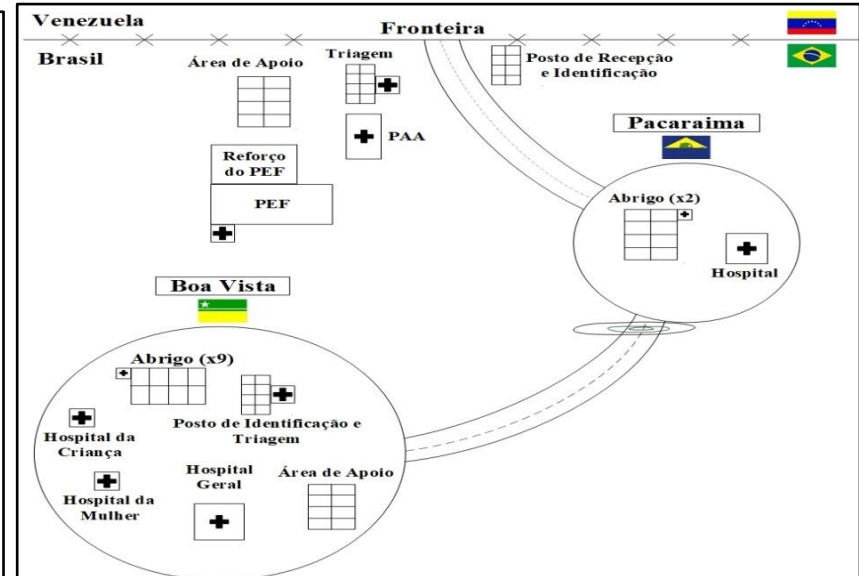 Venezuela
Fronteira
Brasil
Área de Apoio
Triagem
Posto de Recepção
e Identificação
PAA
Pacaraima
Reforço
do PEF
PEF
Abrigo (x2)
Hospital
Boa Vista
Abrigo (x9)
Posto de Identificação e
Triagem
Hospital da
Criança
Hospital
Geral
Área de Apoio
Hospital da
Mulher